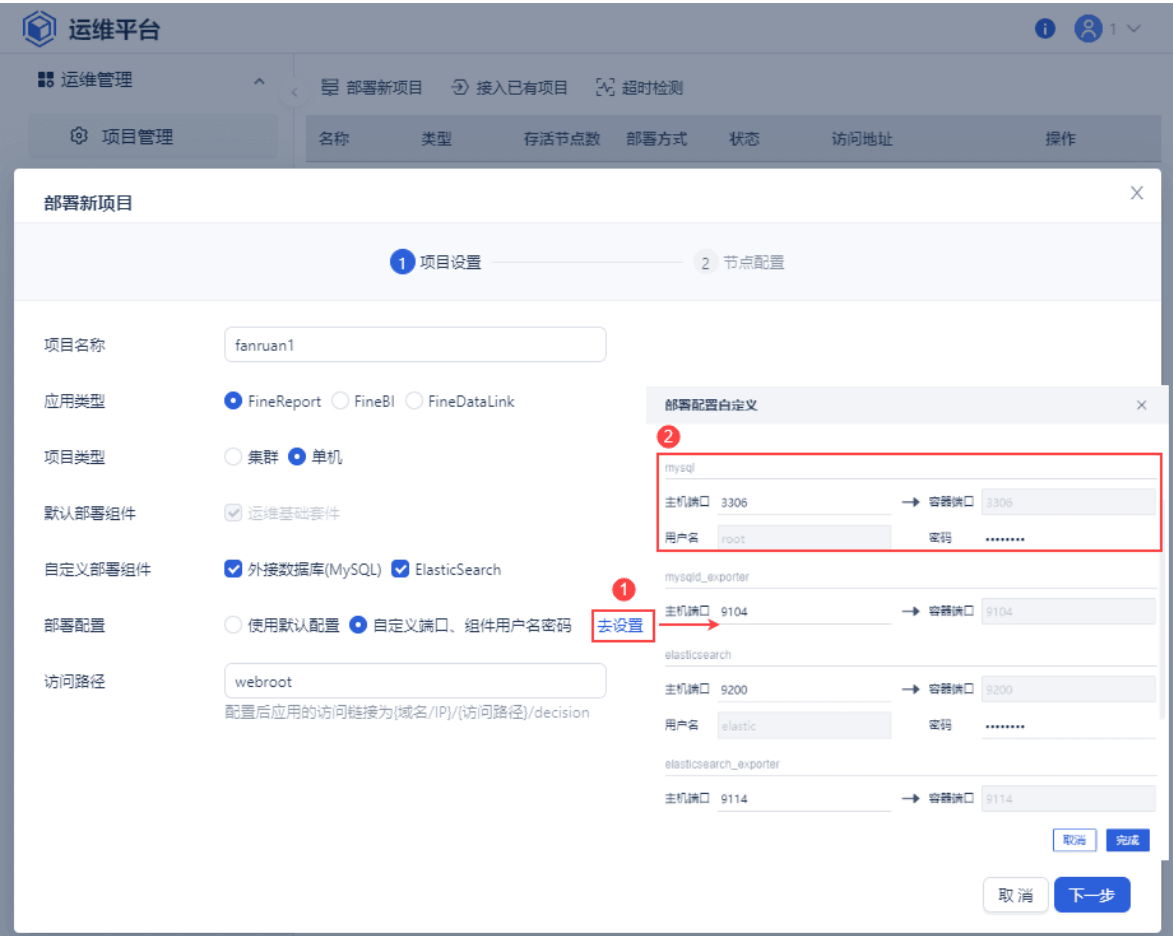 运维平台
1
运维管理
部署新项目 接入已有项目 超时检测
项目管理
名称 类型 存活节点数 部署方式 状态 访问地址 操作
部署新项目
1 项目设置 2 节点配置
项目名称 fanruan1
应用类型 FineReport FineBI FineDataLink
项目类型 集群 单机
默认部署组件 运维基础套件
自定义部署组件 外接数据库(MySQL) ElasticSearch
1
部署配置 使用默认配置 自定义端口、组件用户名密码 去设置
访问路径 webroot
配置后应用的访问链接为{域名/IP}/{访问路径}/decision
部署配置自定义
2
mysql
主机端口 3306 容器端口 3306
用户名 root 密码 ••••••••
mysqld_exporter
主机端口 9104 容器端口 9104
elasticsearch
主机端口 9200 容器端口 9200
用户名 elastic 密码 ••••••••
elasticsearch_exporter
主机端口 9114 容器端口 9114
取消 完成
取消 下一步